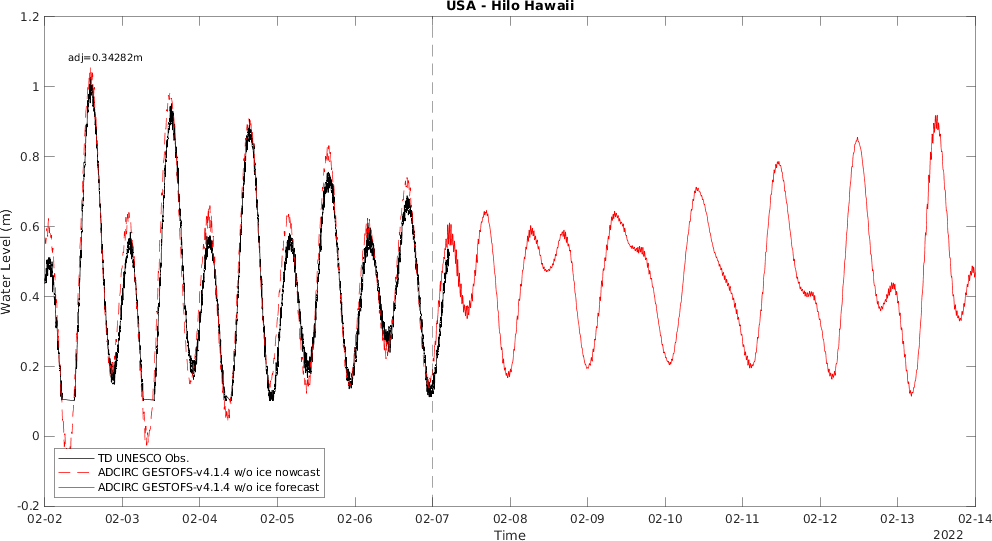 USA - Hilo Hawaii
adj=0.34282m
1.2
1
0.8
0.6
0.4
0.2
0
-0.2
Water Level (m)
TD UNESCO Obs.
ADCIRC GESTOFS-v4.1.4 w/o ice nowcast
ADCIRC GESTOFS-v4.1.4 w/o ice forecast
02-02 02-03 02-04 02-05 02-06 02-07 02-08 02-09 02-10 02-11 02-12 02-13 02-14
Time
2022